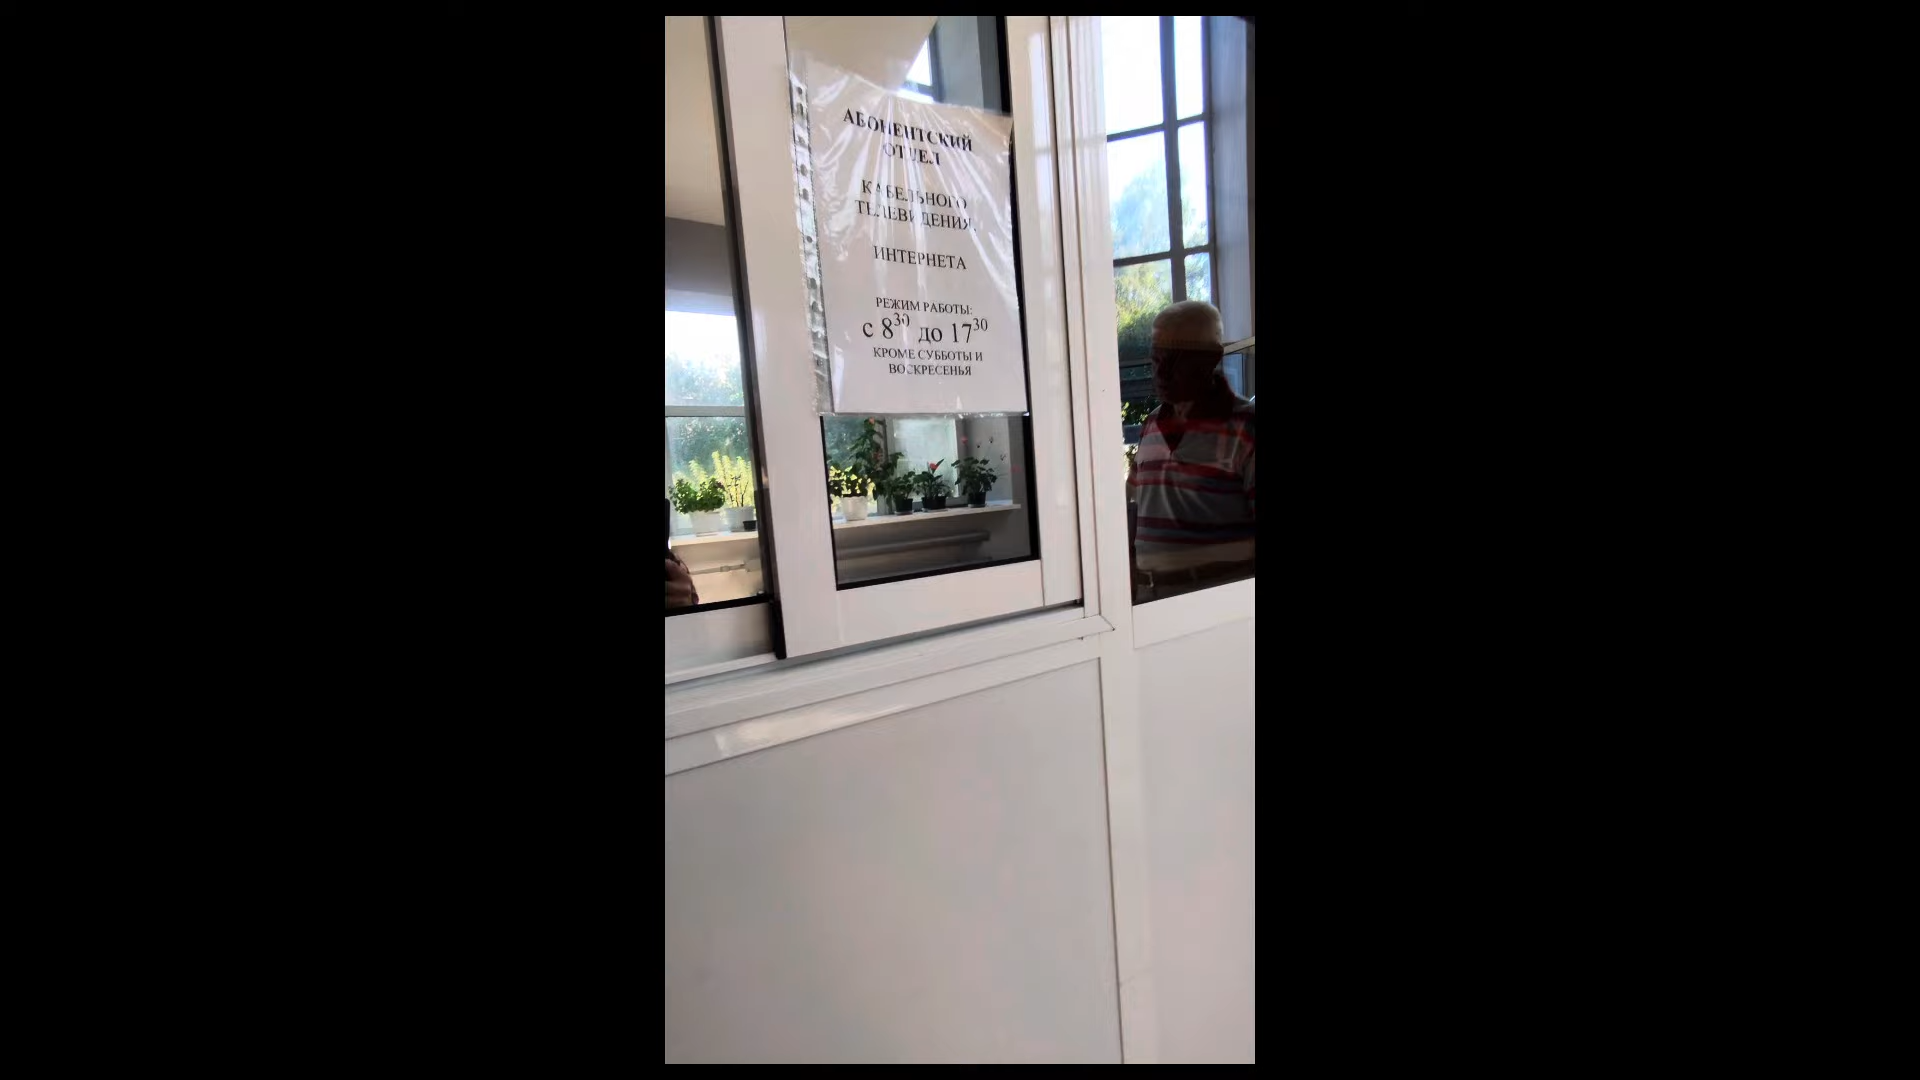 АБОНЕНТСКИЙ
ОТДЕЛ
КАБЕЛЬНОГО
ТЕЛЕВИДЕНИЯ,
ИНТЕРНЕТА
РЕЖИМ РАБОТЫ:
с 8³⁰ до 17³⁰
КРОМЕ СУББОТЫ И
ВОСКРЕСЕНЬЯ